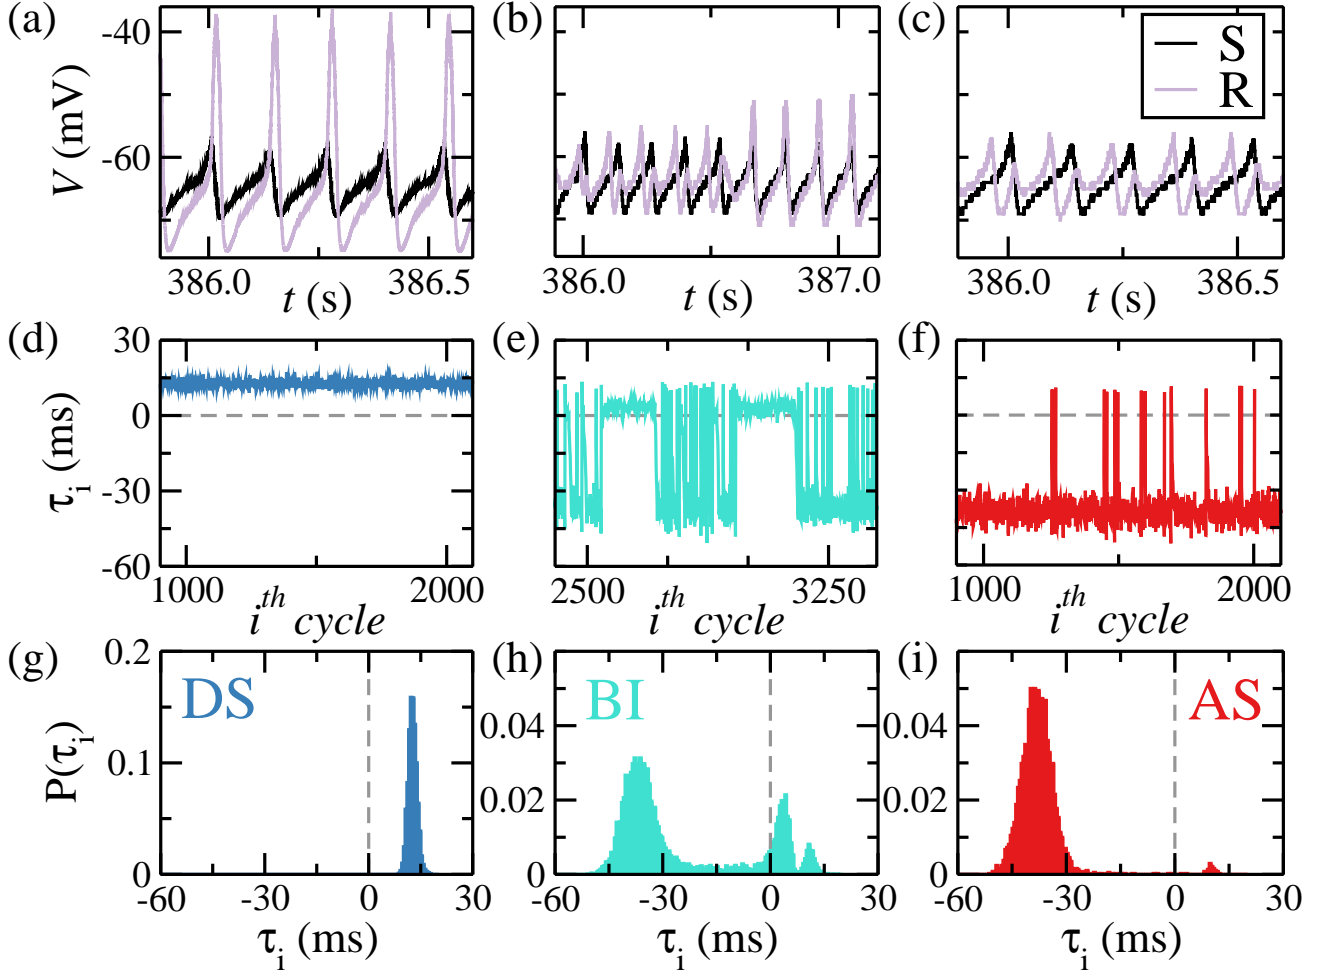 (a) (b) (c)
-40
-60
V (mV)
S
R
386.0 386.5 386.0 387.0 386.0 386.5
t (s) t (s) t (s)
(d) (e) (f)
30
0
-30
-60
τi (ms)
1000 2000 2500 3250 1000 2000
ith cycle ith cycle ith cycle
(g) (h) (i)
0.2
0.1
0
P(τi)
DS BI AS
0.04 0.04
0.02 0.02
0 0
-60 -30 0 30 -60 -30 0 30 -60 -30 0 30
τi (ms) τi (ms) τi (ms)